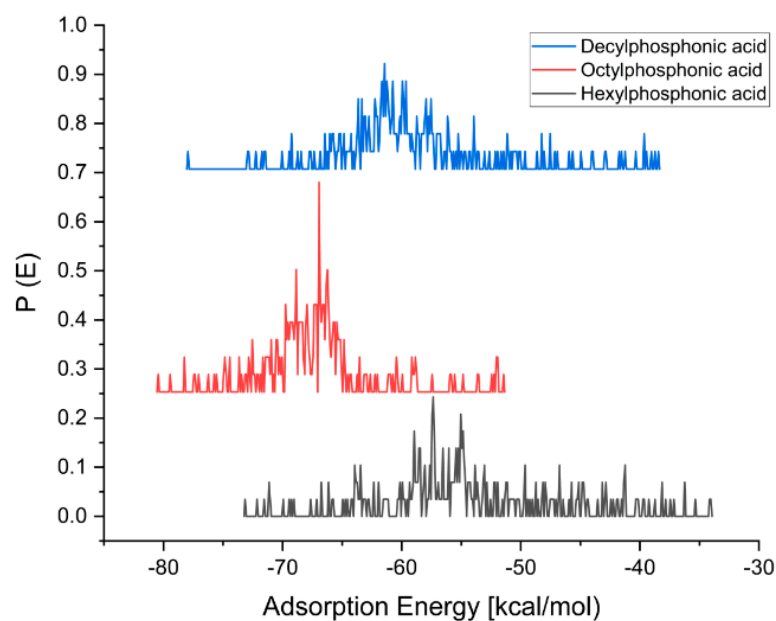 1.0
0.9
0.8
0.7
0.6
0.5
0.4
0.3
0.2
0.1
0.0
P (E)
Decylphosphonic acid
Octylphosphonic acid
Hexylphosphonic acid
-80 -70 -60 -50 -40 -30
Adsorption Energy [kcal/mol)